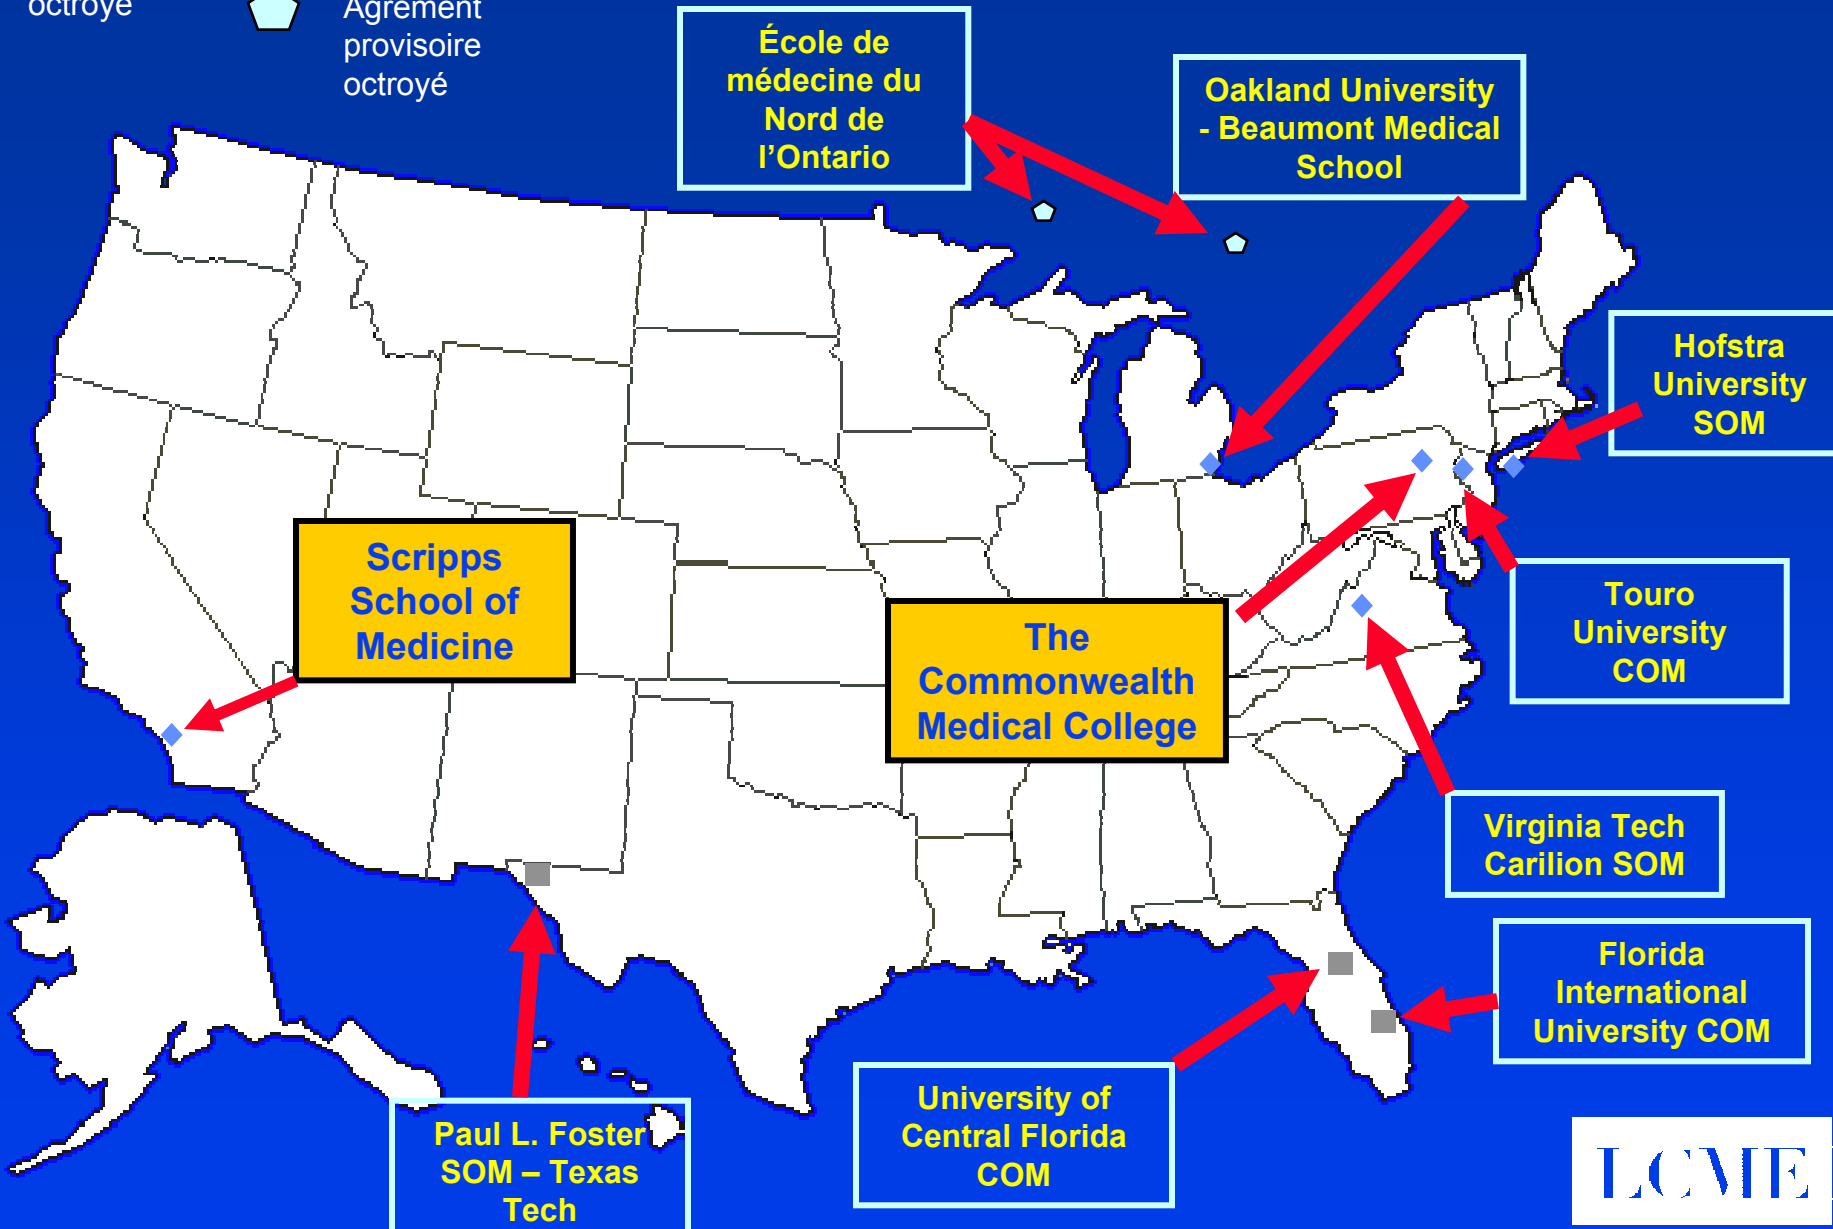 octroyé
Agrément
provisoire
octroyé
École de
médecine du
Nord de
l’Ontario
Oakland University
- Beaumont Medical
School
Hofstra
University
SOM
Scripps
School of
Medicine
The
Commonwealth
Medical College
Touro
University
COM
Virginia Tech
Carilion SOM
Florida
International
University COM
University of
Central Florida
COM
Paul L. Foster
SOM – Texas
Tech
LCME